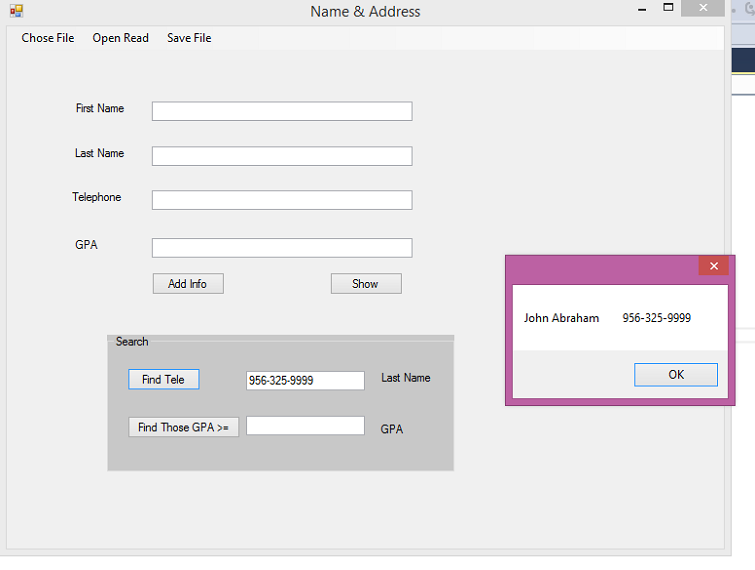 Name & Address
Chose File Open Read Save File
First Name
Last Name
Telephone
GPA
Add Info Show
Search
Find Tele 956-325-9999 Last Name
Find Those GPA >= GPA
John Abraham 956-325-9999
OK